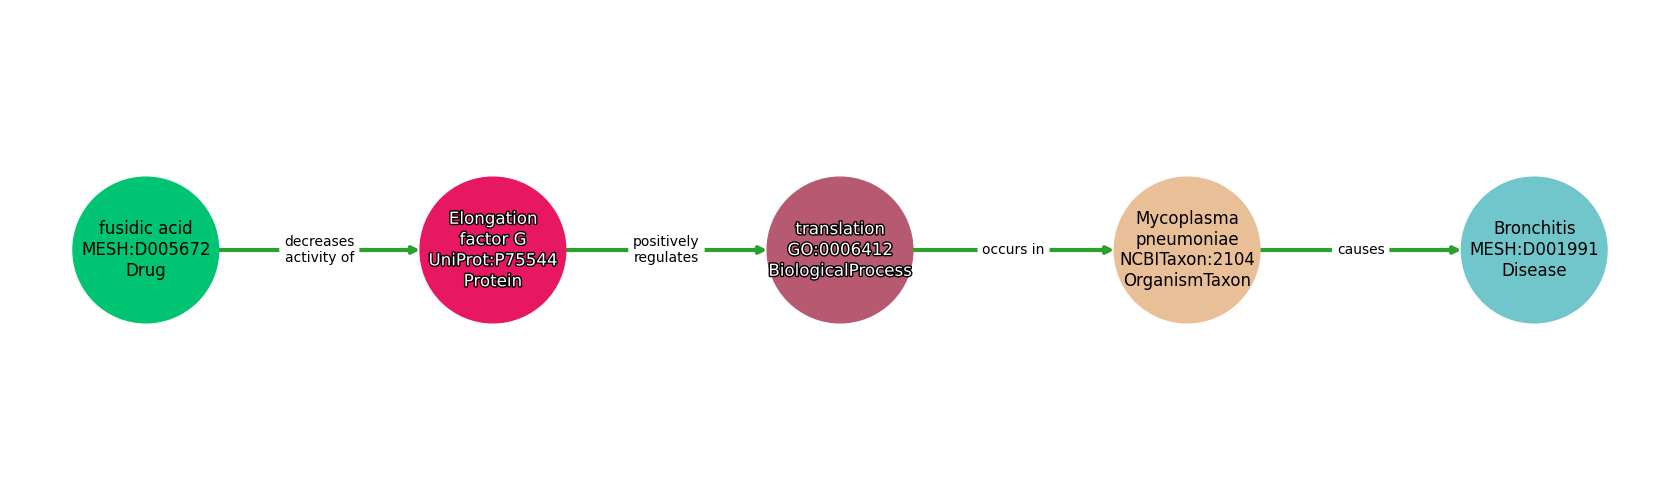 fusidic acid
MESH:D005672
Drug
decreases
activity of
Elongation
factor G
UniProt:P75544
Protein
positively
regulates
translation
GO:0006412
BiologicalProcess
occurs in
Mycoplasma
pneumoniae
NCBITaxon:2104
OrganismTaxon
causes
Bronchitis
MESH:D001991
Disease